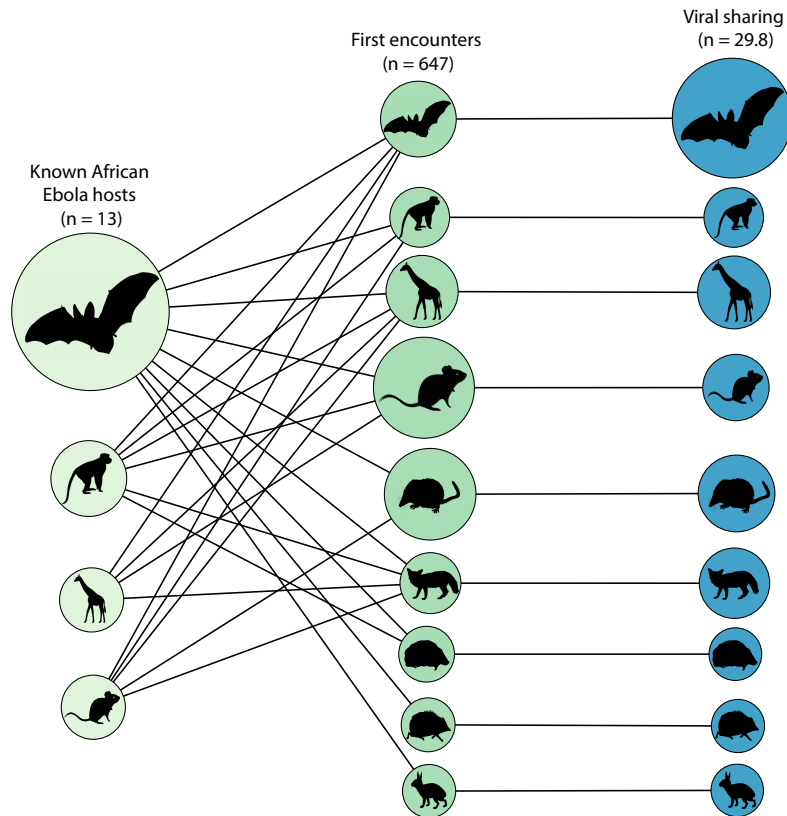 Known African
Ebola hosts
(n = 13)
First encounters
(n = 647)
Viral sharing
(n = 29.8)